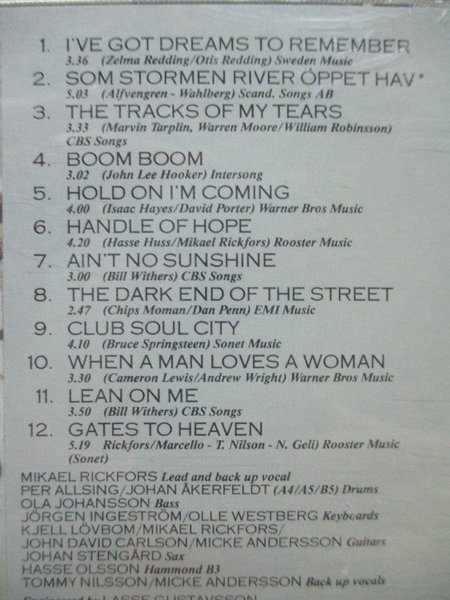 1. I'VE GOT DREAMS TO REMEMBER
3.36 (Zelma Redding/Otis Redding) Sweden Music
2. SOM STORMEN RIVER ÖPPET HAV*
5.03 (Alfvengren - Wahlberg) Scand. Songs AB
3. THE TRACKS OF MY TEARS
3.33 (Marvin Tarplin, Warren Moore/William Robinsson)
CBS Songs
4. BOOM BOOM
3.02 (John Lee Hooker) Intersong
5. HOLD ON I'M COMING
4.00 (Isaac Hayes/David Porter) Warner Bros Music
6. HANDLE OF HOPE
4.20 (Hasse Huss/Mikael Rickfors) Rooster Music
7. AIN'T NO SUNSHINE
3.00 (Bill Withers) CBS Songs
8. THE DARK END OF THE STREET
2.47 (Chips Moman/Dan Penn) EMI Music
9. CLUB SOUL CITY
4.10 (Bruce Springsteen) Sonet Music
10. WHEN A MAN LOVES A WOMAN
3.30 (Cameron Lewis/Andrew Wright) Warner Bros Music
11. LEAN ON ME
3.50 (Bill Withers) CBS Songs
12. GATES TO HEAVEN
5.19 Rickfors/Marcello - T. Nilson - N. Geli) Rooster Music
(Sonet)
MIKAEL RICKFORS Lead and back up vocal
PER ALLSING/JOHAN ÅKERFELDT (A4/A5/B5) Drums
OLA JOHANSSON Bass
JÖRGEN INGESTRÖM/OLLE WESTBERG Keyboards
KJELL LÖVBOM/MIKAEL RICKFORS/
JOHN DAVID CARLSON/MICKE ANDERSSON Guitars
JOHAN STENGÅRD Sax
HASSE OLSSON Hammond B3
TOMMY NILSSON/MICKE ANDERSSON Back up vocals
Engineered by LASSE GUSTAVSSON